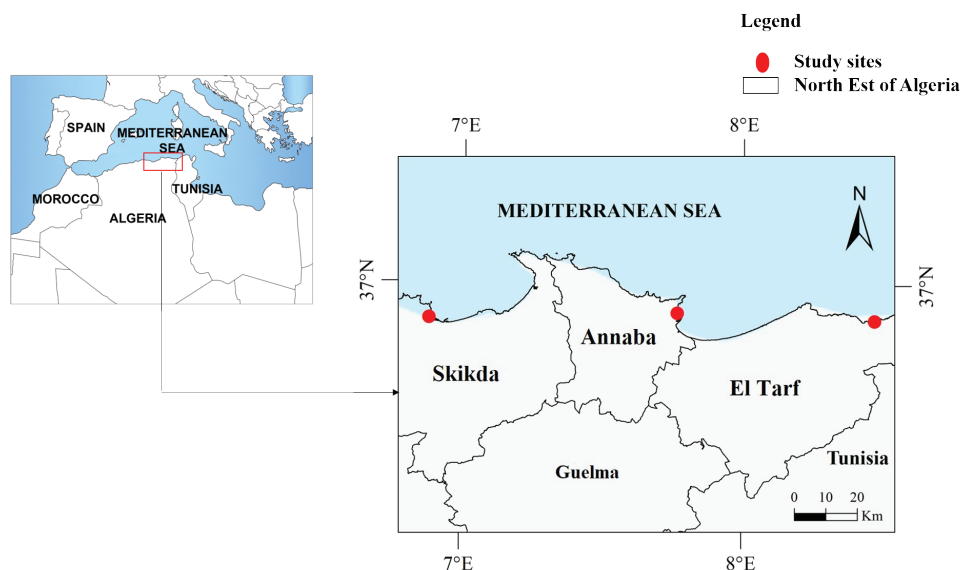 Legend
Study sites
North Est of Algeria
SPAIN
MEDITERRANEAN
SEA
MOROCCO
TUNISIA
ALGERIA
7°E
8°E
MEDITERRANEAN SEA
N
37°N
37°N
Annaba
Skikda
El Tarf
Guelma
Tunisia
0 10 20
Km
7°E
8°E